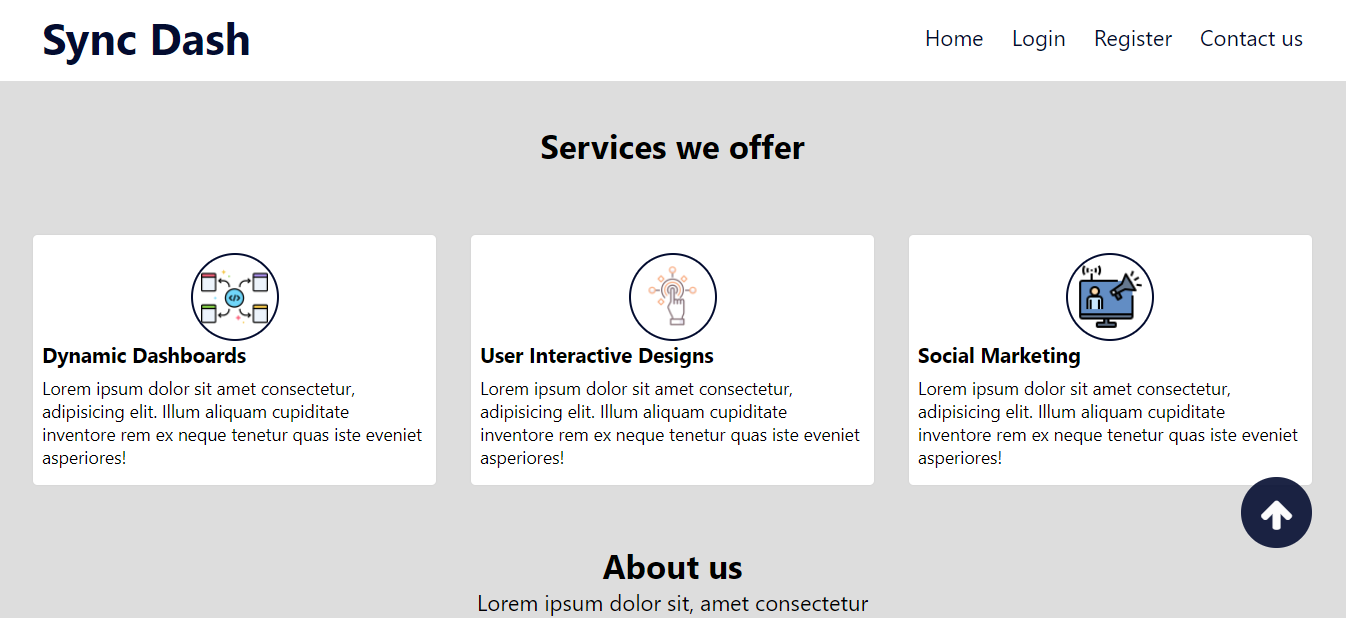 Sync Dash
Home Login Register Contact us
Services we offer
Dynamic Dashboards
Lorem ipsum dolor sit amet consectetur,
adipisicing elit. Illum aliquam cupiditate
inventore rem ex neque tenetur quas iste eveniet
asperiores!
User Interactive Designs
Lorem ipsum dolor sit amet consectetur,
adipisicing elit. Illum aliquam cupiditate
inventore rem ex neque tenetur quas iste eveniet
asperiores!
Social Marketing
Lorem ipsum dolor sit amet consectetur,
adipisicing elit. Illum aliquam cupiditate
inventore rem ex neque tenetur quas iste eveniet
asperiores!
About us
Lorem ipsum dolor sit, amet consectetur